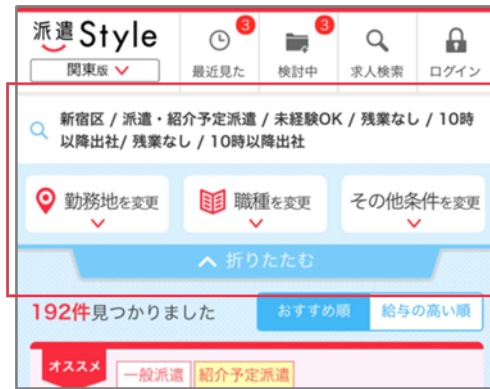 派遣Style
関東版
3
最近見た
3
検討中
求人検索
ログイン
新宿区 / 派遣・紹介予定派遣 / 未経験OK / 残業なし / 10時
以降出社/ 残業なし / 10時以降出社
勤務地を変更
職種を変更
その他条件を変更
折りたたむ
192件見つかりました
おすすめ順
給与の高い順
オススメ
一般派遣
紹介予定派遣